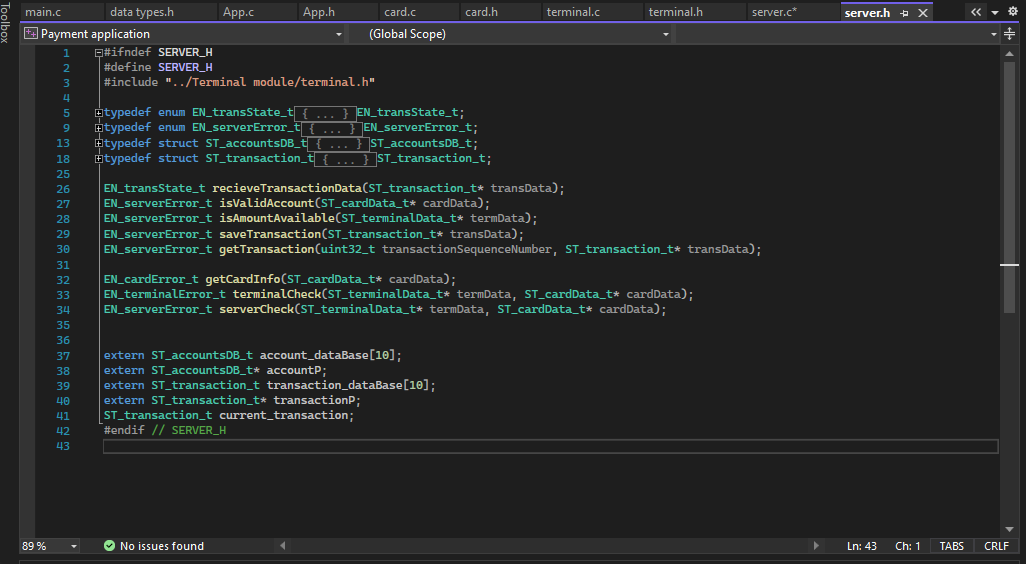 Toolbox
main.c data types.h App.c App.h card.c card.h terminal.c terminal.h server.c* server.h
Payment application (Global Scope)
1 #ifndef SERVER_H
2 #define SERVER_H
3 #include "../Terminal module/terminal.h"
4
5 typedef enum EN_transState_t{ ... }EN_transState_t;
9 typedef enum EN_serverError_t{ ... }EN_serverError_t;
13 typedef struct ST_accountsDB_t{ ... }ST_accountsDB_t;
18 typedef struct ST_transaction_t{ ... }ST_transaction_t;
25
26 EN_transState_t recieveTransactionData(ST_transaction_t* transData);
27 EN_serverError_t isValidAccount(ST_cardData_t* cardData);
28 EN_serverError_t isAmountAvailable(ST_terminalData_t* termData);
29 EN_serverError_t saveTransaction(ST_transaction_t* transData);
30 EN_serverError_t getTransaction(uint32_t transactionSequenceNumber, ST_transaction_t* transData);
31
32 EN_cardError_t getCardInfo(ST_cardData_t* cardData);
33 EN_terminalError_t terminalCheck(ST_terminalData_t* termData, ST_cardData_t* cardData);
34 EN_serverError_t serverCheck(ST_terminalData_t* termData, ST_cardData_t* cardData);
35
36
37 extern ST_accountsDB_t account_dataBase[10];
38 extern ST_accountsDB_t* accountP;
39 extern ST_transaction_t transaction_dataBase[10];
40 extern ST_transaction_t* transactionP;
41 ST_transaction_t current_transaction;
42 #endif // SERVER_H
43
89 % No issues found Ln: 43 Ch: 1 TABS CRLF